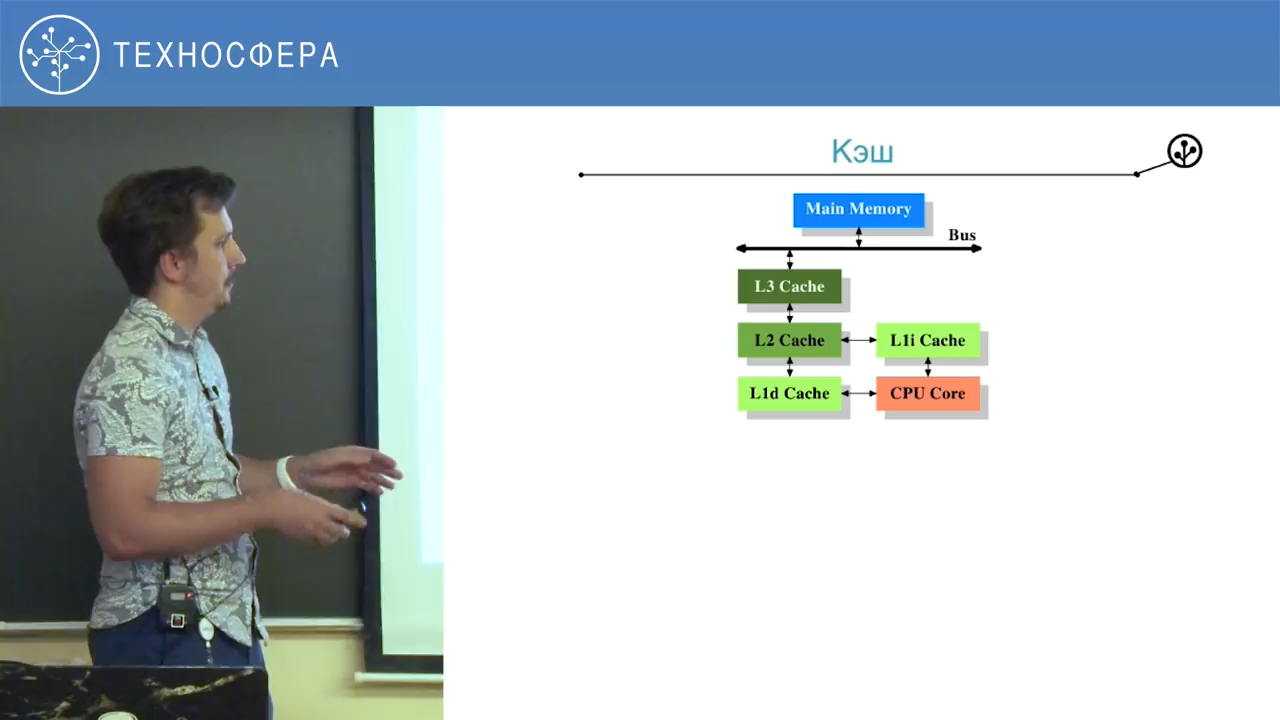 ТЕХНОСФЕРА
Кэш
Main Memory
Bus
L3 Cache
L2 Cache
L1i Cache
L1d Cache
CPU Core